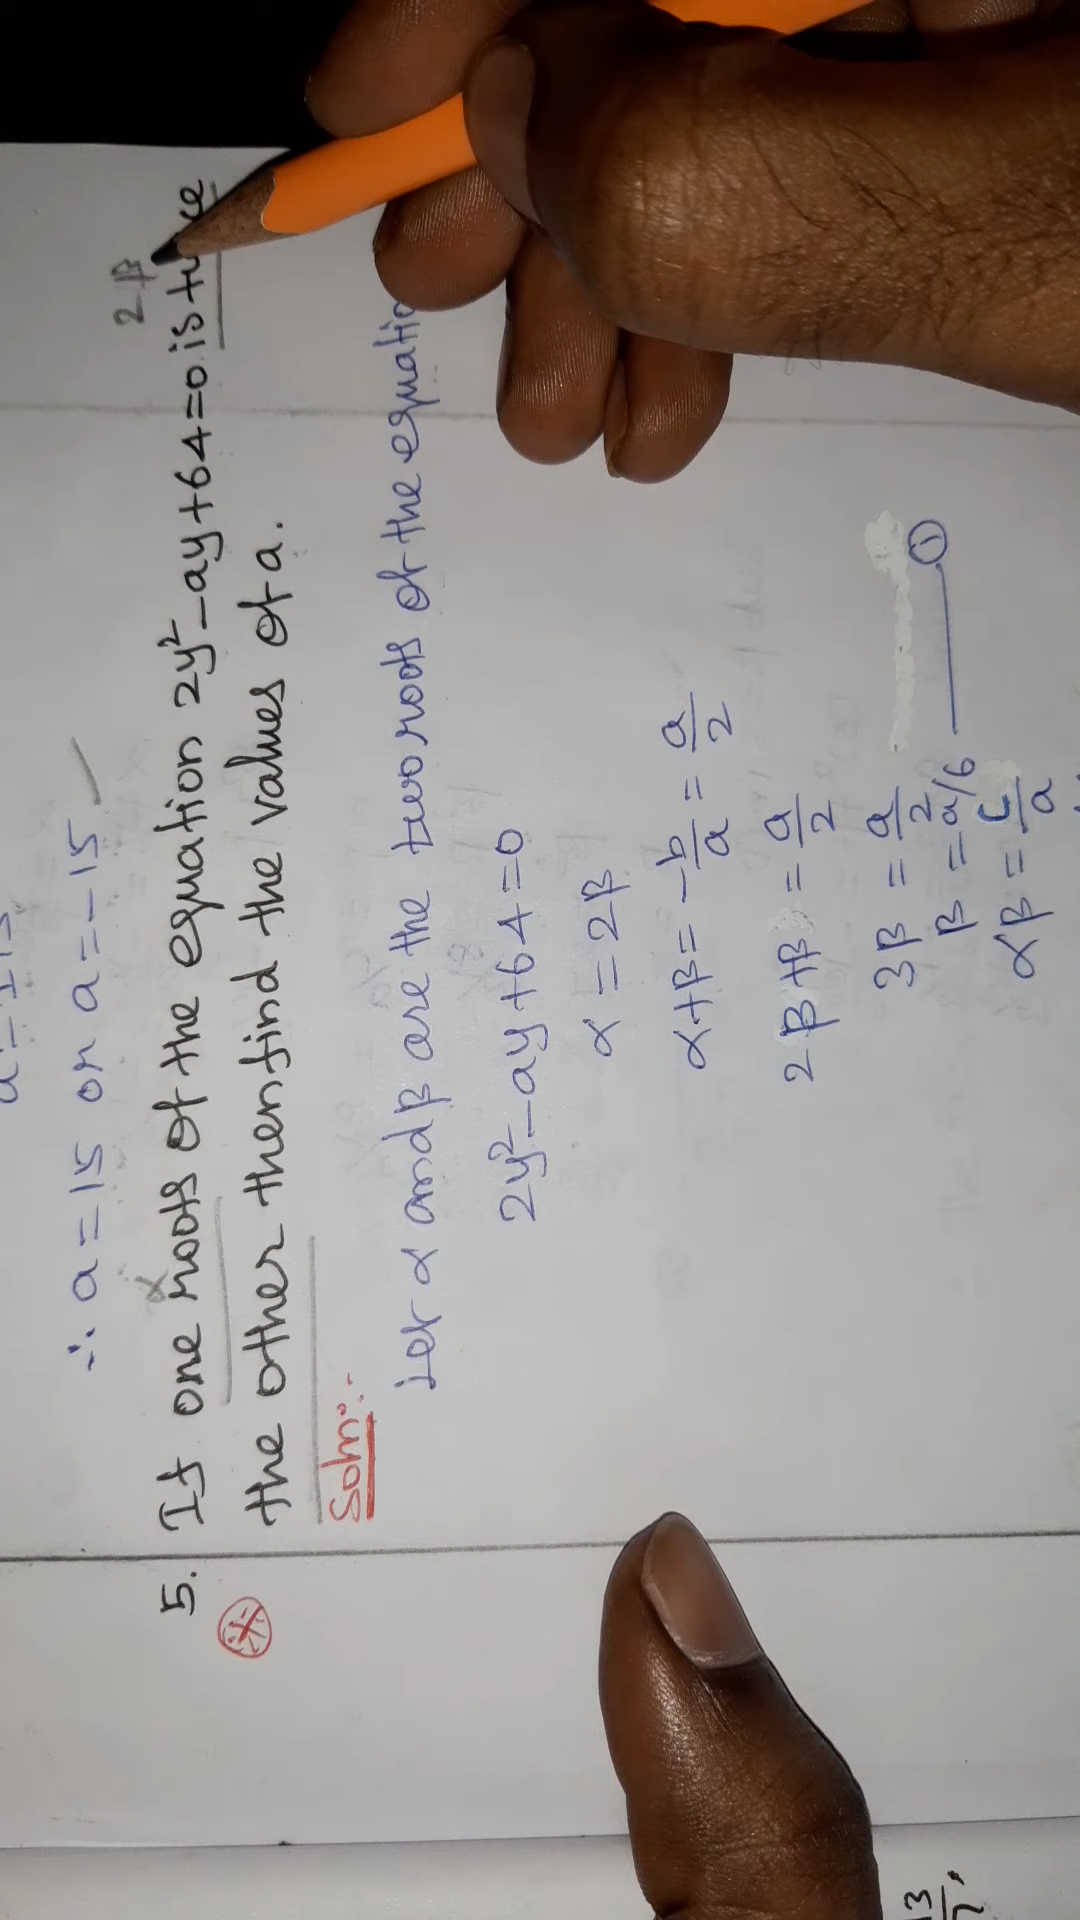 ∴ a = 15 or a = -15
5. If one roots of the equation 2y² - ay + 64 = 0 is twice
2β
α
the other then find the values of a.
Soln:-
Let α and β are the two roots of the equation
2y² - ay + 64 = 0
α = 2β
α + β = -b/a = a/2
2β + β = a/2
3β = a/2
β = a/6 ——— ①
αβ = c/a